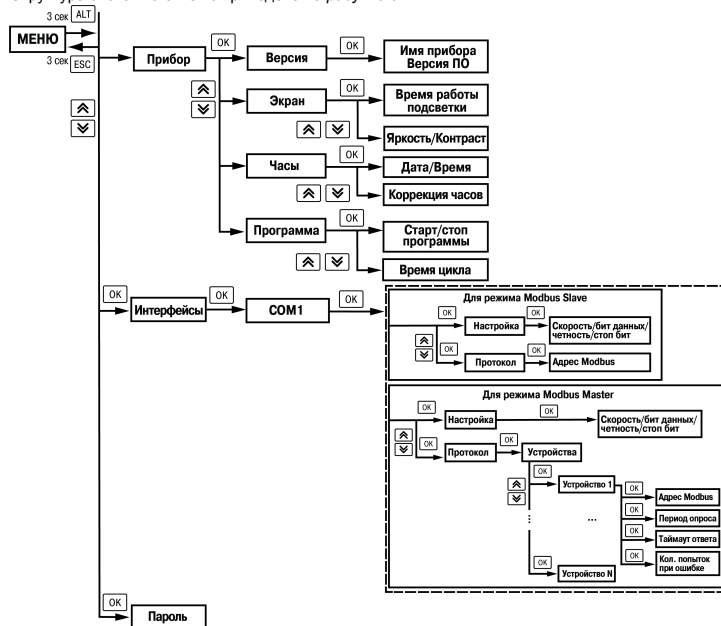 3 сек ALT
МЕНЮ
3 сек ESC
OK
OK
Прибор
Версия
Имя прибора
Версия ПО
OK
Экран
Время работы
подсветки
Яркость/Контраст
OK
Часы
Дата/Время
Коррекция часов
OK
Программа
Старт/стоп
программы
Время цикла
OK
OK
OK
Интерфейсы
COM1
Для режима Modbus Slave
OK
OK
Настройка
Скорость/бит данных/
четность/стоп бит
OK
OK
Протокол
Адрес Modbus
Для режима Modbus Master
OK
OK
Настройка
Скорость/бит данных/
четность/стоп бит
OK
OK
Протокол
Устройства
OK
Устройство 1
OK
Адрес Modbus
OK
Период опроса
...
...
OK
Таймаут ответа
OK
Кол. попыток
при ошибке
OK
Устройство N
OK
Пароль